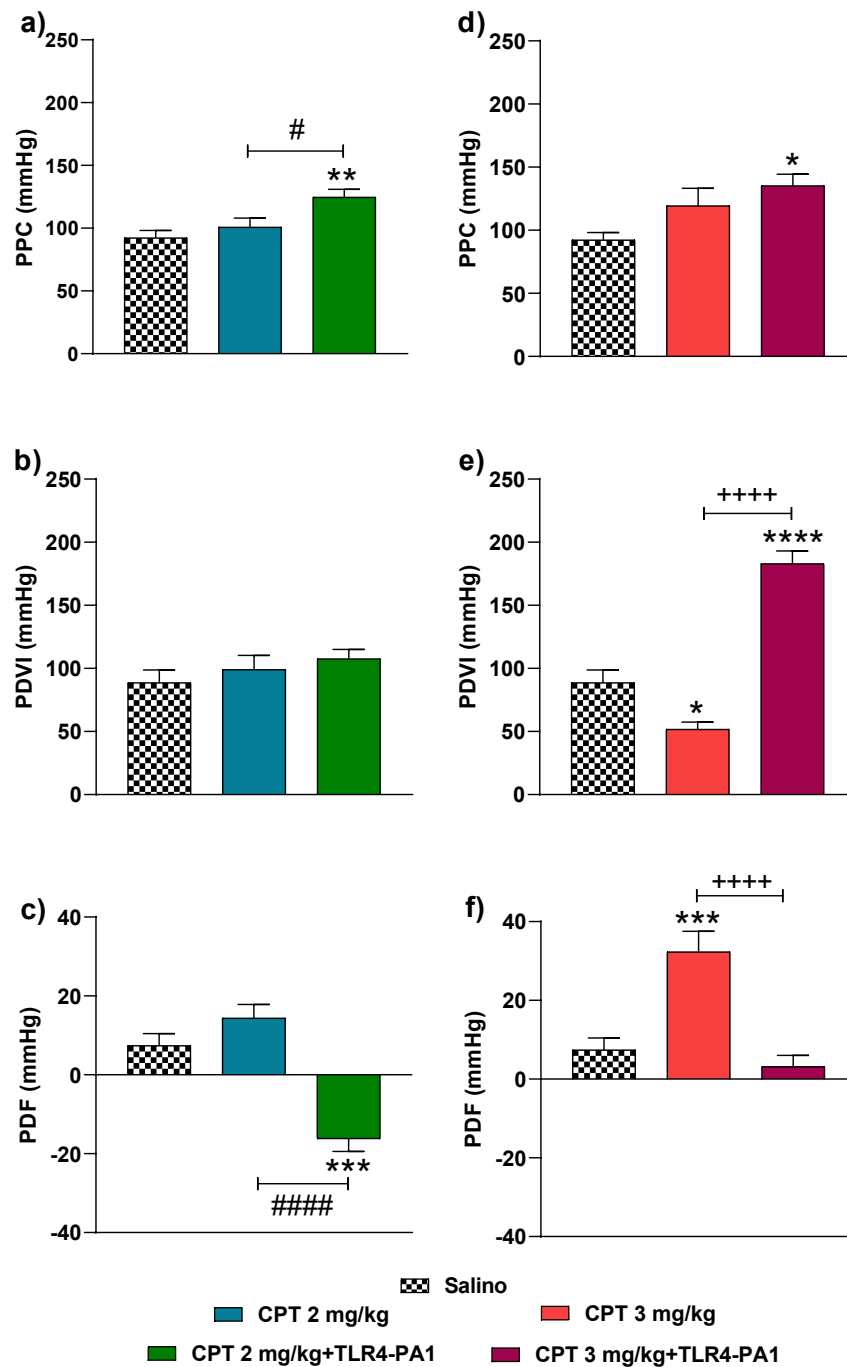 a)
PPC (mmHg)
250
200
150
100
50
0
#
**
d)
PPC (mmHg)
250
200
150
100
50
0
*
b)
PDVI (mmHg)
250
200
150
100
50
0
e)
PDVI (mmHg)
250
200
150
100
50
0
*
++++
****
c)
PDF (mmHg)
40
20
0
-20
-40
***
####
f)
PDF (mmHg)
40
20
0
-20
-40
++++
***
Salino
CPT 2 mg/kg
CPT 3 mg/kg
CPT 2 mg/kg+TLR4-PA1
CPT 3 mg/kg+TLR4-PA1